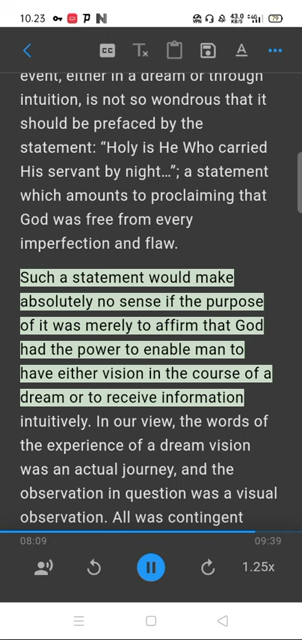 10.23
43.0 KB/S
79
CC
event, either in a dream or through
intuition, is not so wondrous that it
should be prefaced by the
statement: “Holy is He Who carried
His servant by night…”; a statement
which amounts to proclaiming that
God was free from every
imperfection and flaw.
Such a statement would make
absolutely no sense if the purpose
of it was merely to affirm that God
had the power to enable man to
have either vision in the course of a
dream or to receive information
intuitively. In our view, the words of
the experience of a dream vision
was an actual journey, and the
observation in question was a visual
observation. All was contingent
08:09
09:39
1.25x